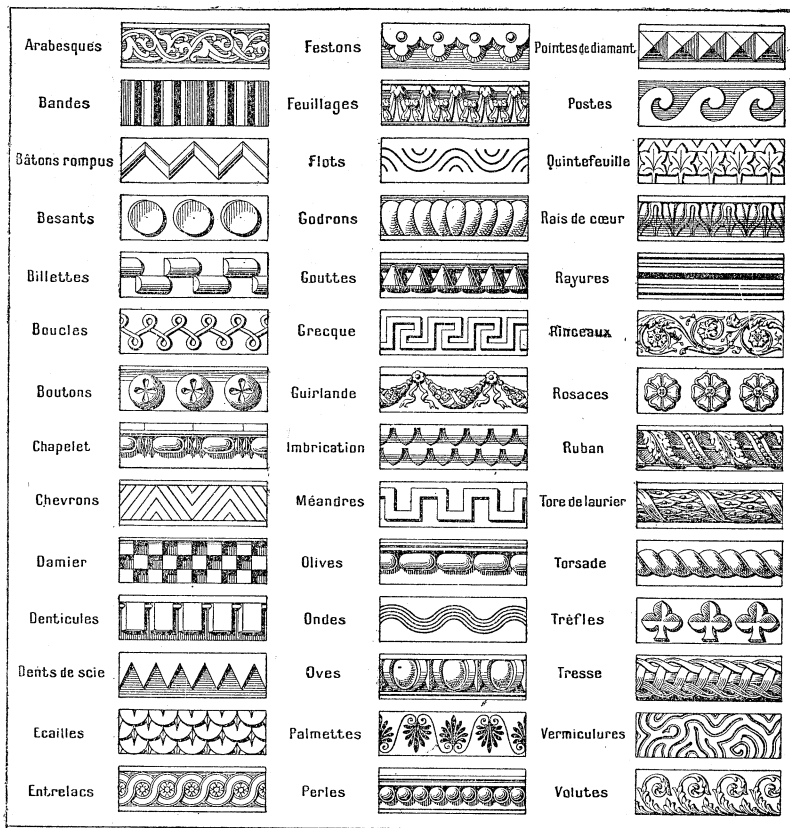 Arabesques
Bandes
Bâtons rompus
Besants
Billettes
Boucles
Boutons
Chapelet
Chevrons
Damier
Denticules
Dents de scie
Ecailles
Entrelacs
Festons
Feuillages
Flots
Godrons
Gouttes
Grecque
Guirlande
Imbrication
Méandres
Olives
Ondes
Oves
Palmettes
Perles
Pointes de diamant
Postes
Quintefeuille
Rais de cœur
Rayures
Rinceaux
Rosaces
Ruban
Tore de laurier
Torsade
Trèfles
Tresse
Vermiculures
Volutes